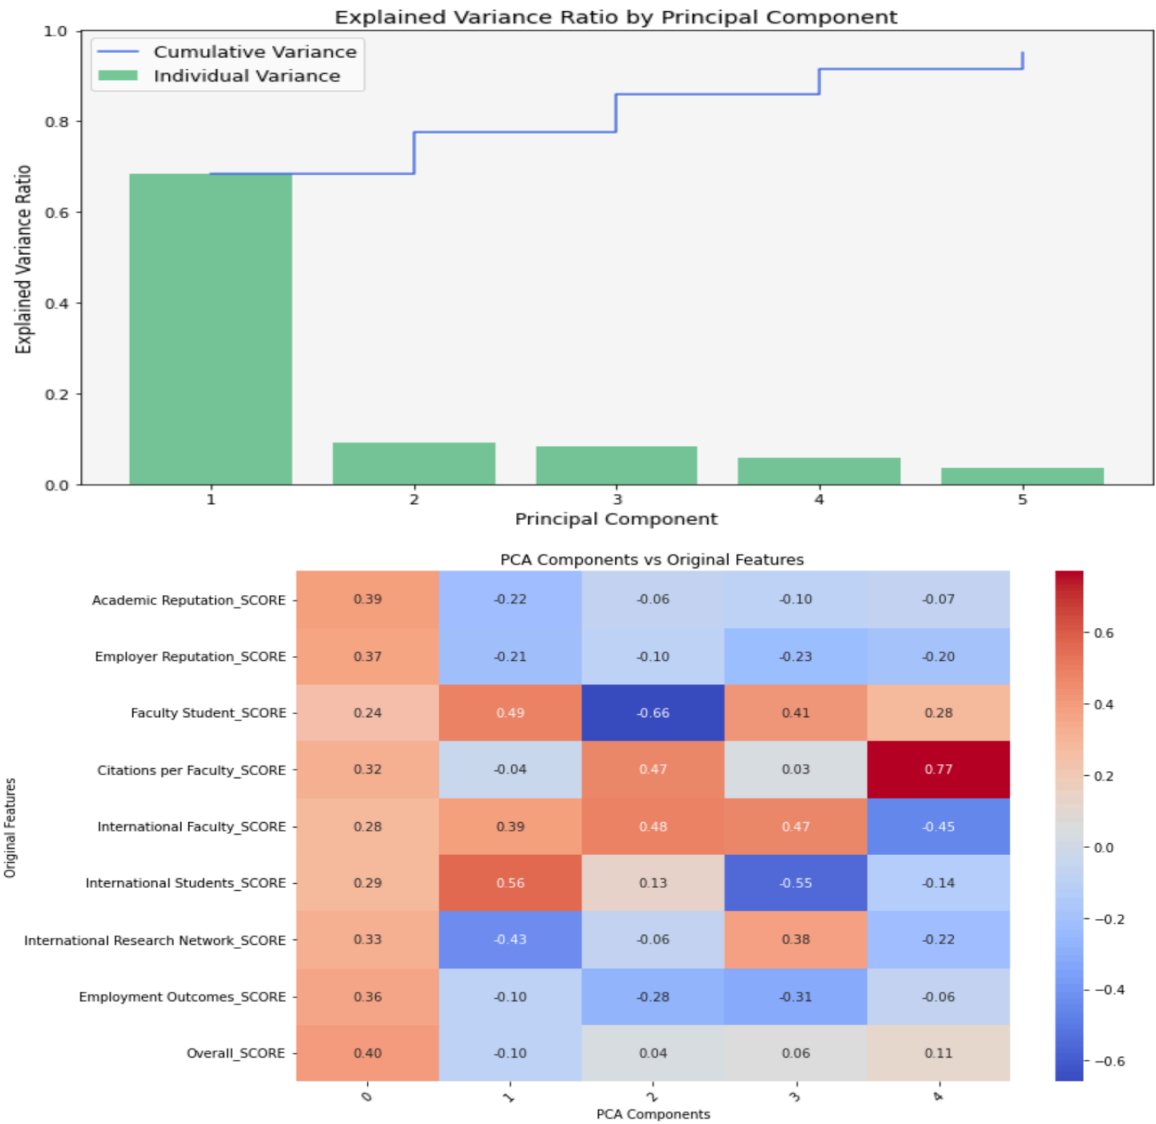 Explained Variance Ratio by Principal Component
Cumulative Variance
Individual Variance
1.0
0.8
0.6
0.4
0.2
0.0
Explained Variance Ratio
1 2 3 4 5
Principal Component
PCA Components vs Original Features
Original Features
Academic Reputation_SCORE 0.39 -0.22 -0.06 -0.10 -0.07
Employer Reputation_SCORE 0.37 -0.21 -0.10 -0.23 -0.20
Faculty Student_SCORE 0.24 0.49 -0.66 0.41 0.28
Citations per Faculty_SCORE 0.32 -0.04 0.47 0.03 0.77
International Faculty_SCORE 0.28 0.39 0.48 0.47 -0.45
International Students_SCORE 0.29 0.56 0.13 -0.55 -0.14
International Research Network_SCORE 0.33 -0.43 -0.06 0.38 -0.22
Employment Outcomes_SCORE 0.36 -0.10 -0.28 -0.31 -0.06
Overall_SCORE 0.40 -0.10 0.04 0.06 0.11
0 1 2 3 4
PCA Components
0.6
0.4
0.2
0.0
−0.2
−0.4
−0.6